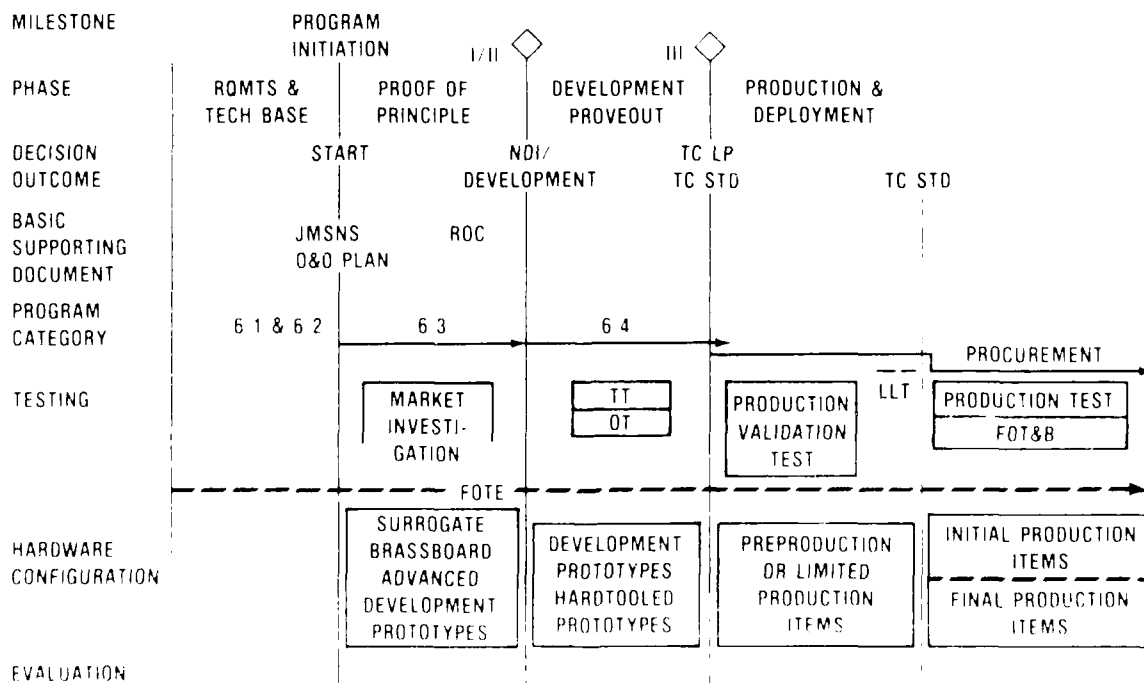 MILESTONE
PROGRAM
INITIATION
I/II
III
PHASE
RQMTS &
TECH BASE
PROOF OF
PRINCIPLE
DEVELOPMENT
PROVEOUT
PRODUCTION &
DEPLOYMENT
DECISION
OUTCOME
START
NDI/
DEVELOPMENT
TC LP
TC STD
TC STD
BASIC
SUPPORTING
DOCUMENT
JMSNS
O&O PLAN
ROC
PROGRAM
CATEGORY
6 1 & 6 2
6 3
6 4
PROCUREMENT
TESTING
MARKET
INVESTI-
GATION
TT
OT
PRODUCTION
VALIDATION
TEST
LLT
PRODUCTION TEST
FOT&B
FOTE
HARDWARE
CONFIGURATION
SURROGATE
BRASSBOARD
ADVANCED
DEVELOPMENT
PROTOTYPES
DEVELOPMENT
PROTOTYPES
HARDTOOLED
PROTOTYPES
PREPRODUCTION
OR LIMITED
PRODUCTION
ITEMS
INITIAL PRODUCTION
ITEMS
FINAL PRODUCTION
ITEMS
EVALUATION